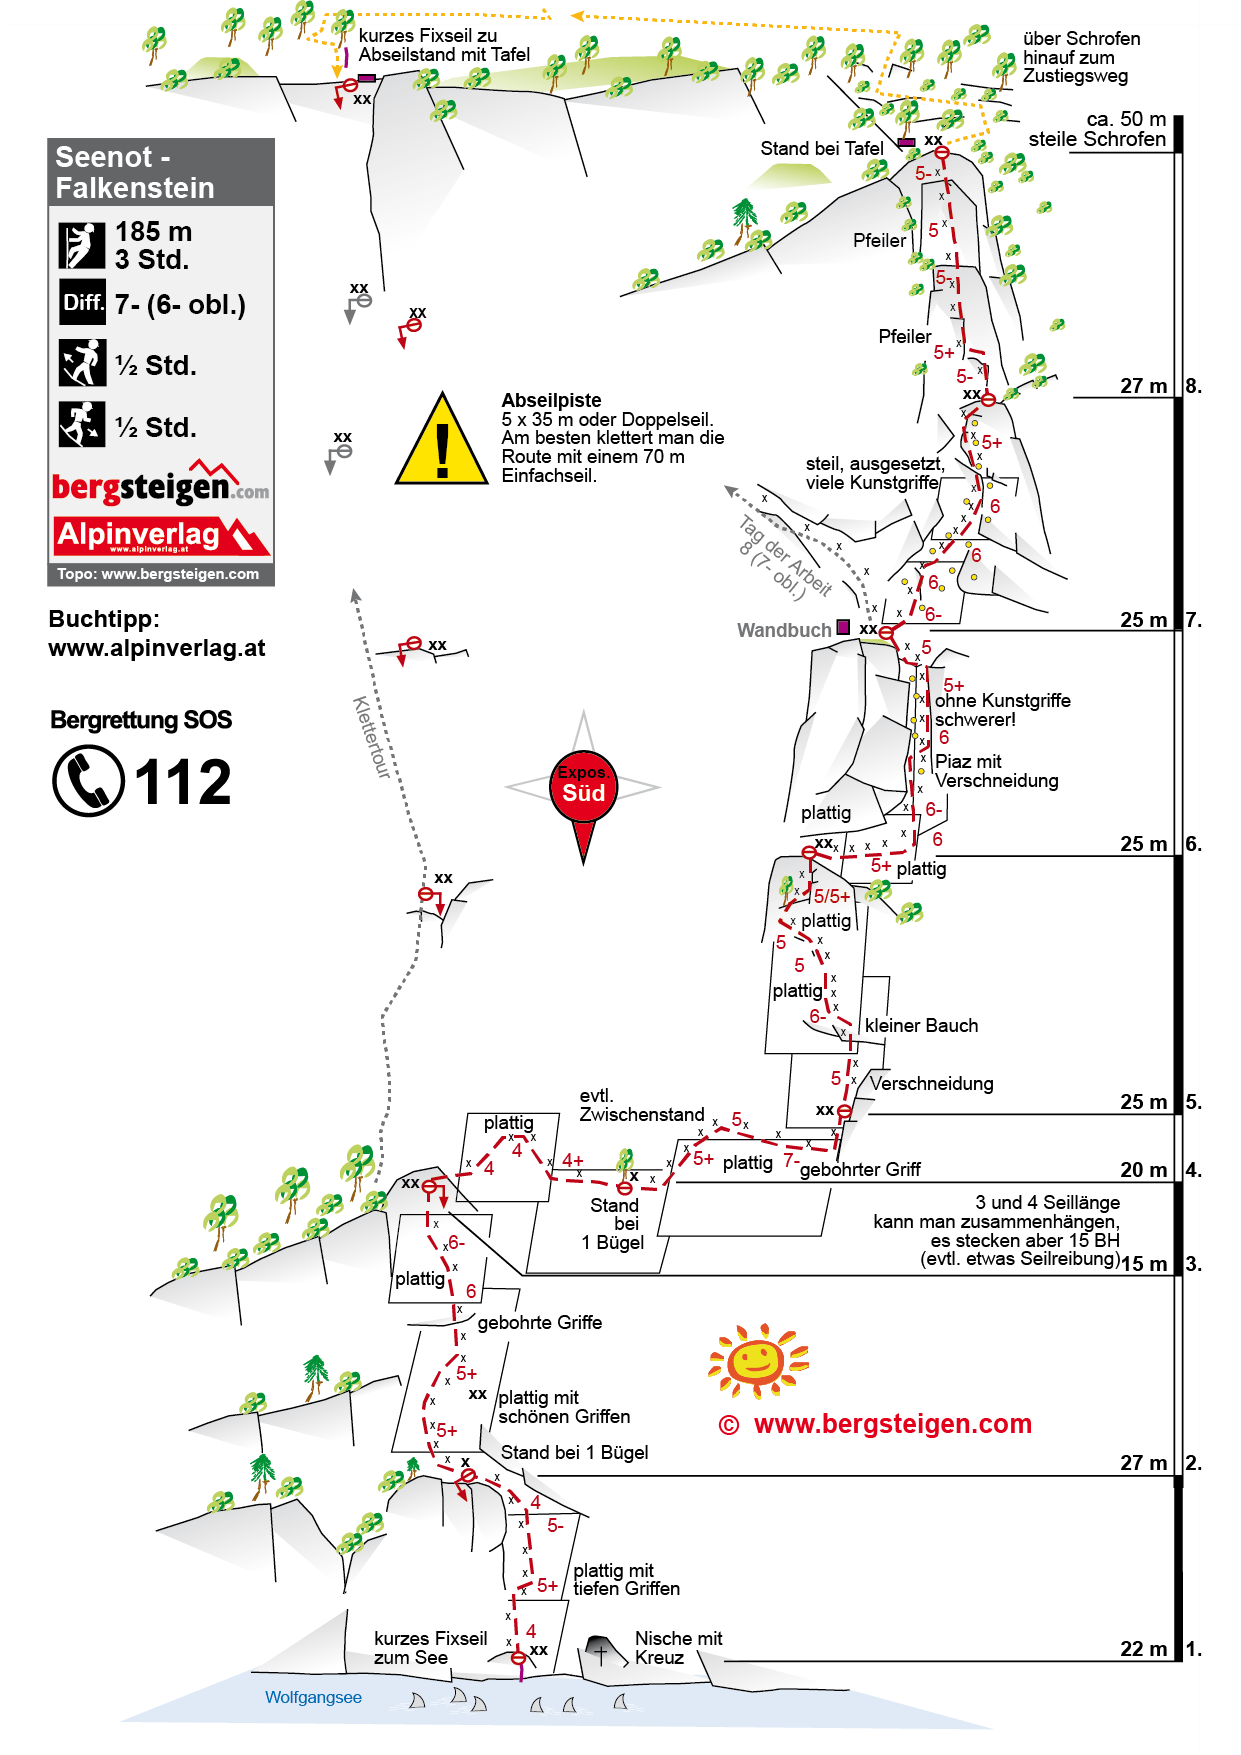 kurzes Fixseil zu
Abseilstand mit Tafel
xx
über Schrofen
hinauf zum
Zustiegsweg
ca. 50 m
steile Schrofen
Stand bei Tafel
xx
5-
Seenot -
Falkenstein
185 m
3 Std.
Diff.
7- (6- obl.)
½ Std.
½ Std.
bergsteigen.com
Alpinverlag
www.alpinverlag.at
Topo: www.bergsteigen.com
Buchtipp:
www.alpinverlag.at
Bergrettung SOS
112
Pfeiler
5
5-
xx
xx
Pfeiler
5+
5-
xx
27 m 8.
Abseilpiste
5 x 35 m oder Doppelseil.
Am besten klettert man die
Route mit einem 70 m
Einfachseil.
!
xx
5+
steil, ausgesetzt,
viele Kunstgriffe
6
6
6
6-
Tag der Arbeit
8 (7- obl.)
Wandbuch
xx
25 m 7.
xx
Klettertour
5
5+
ohne Kunstgriffe
schwerer!
6
Piaz mit
Verschneidung
6-
6
plattig
Expos.
Süd
xx
25 m 6.
5+ plattig
xx
5/5+
plattig
5
5
plattig
6-
kleiner Bauch
5
Verschneidung
xx
25 m 5.
evtl.
Zwischenstand
5
plattig
4
4
4+
5+
plattig
7-
gebohrter Griff
xx
x
20 m 4.
Stand
bei
1 Bügel
3 und 4 Seillänge
kann man zusammenhängen,
es stecken aber 15 BH
(evtl. etwas Seilreibung)
15 m 3.
6-
plattig
6
gebohrte Griffe
5+
xx
plattig mit
schönen Griffen
5+
Stand bei 1 Bügel
x
27 m 2.
© www.bergsteigen.com
4
5-
plattig mit
tiefen Griffen
5+
4
kurzes Fixseil
zum See
xx
Nische mit
Kreuz
22 m 1.
Wolfgangsee